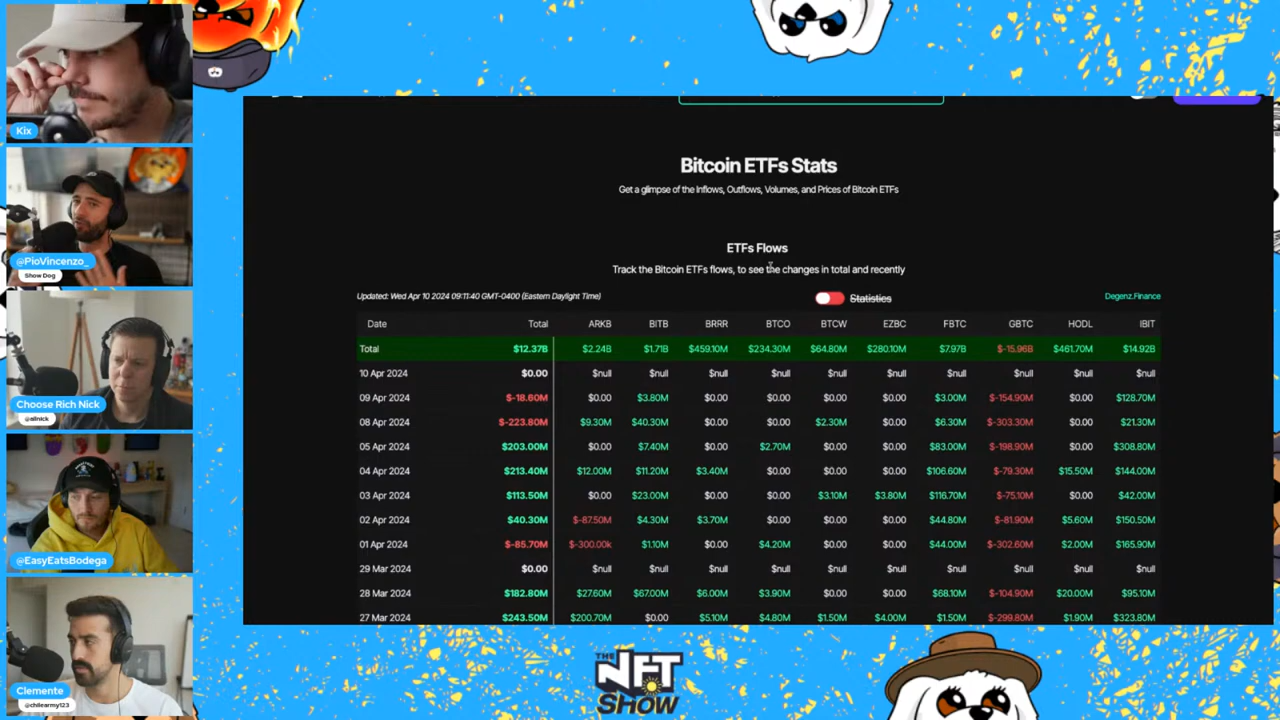 Kix
@PioVincenzo_
Show Dog
Choose Rich Nick
@allnick
@EasyEatsBodega
Clemente
@chilearmy123
Bitcoin ETFs Stats
Get a glimpse of the Inflows, Outflows, Volumes, and Prices of Bitcoin ETFs
ETFs Flows
Track the Bitcoin ETFs flows, to see the changes in total and recently
Updated: Wed Apr 10 2024 09:11:40 GMT-0400 (Eastern Daylight Time)
Statistics
Degenz.Finance
Date Total ARKB BITB BRRR BTCO BTCW EZBC FBTC GBTC HODL IBIT
Total $12.37B $2.24B $1.71B $459.10M $234.30M $64.80M $280.10M $7.97B $-15.96B $461.70M $14.92B
10 Apr 2024 $0.00 $null $null $null $null $null $null $null $null $null $null
09 Apr 2024 $-18.60M $0.00 $3.80M $0.00 $0.00 $0.00 $0.00 $3.00M $-154.90M $0.00 $128.70M
08 Apr 2024 $-223.80M $9.30M $40.30M $0.00 $0.00 $2.30M $0.00 $6.30M $-303.30M $0.00 $21.30M
05 Apr 2024 $203.00M $0.00 $7.40M $0.00 $2.70M $0.00 $0.00 $83.00M $-198.90M $0.00 $308.80M
04 Apr 2024 $213.40M $12.00M $11.20M $3.40M $0.00 $0.00 $0.00 $106.60M $-79.30M $15.50M $144.00M
03 Apr 2024 $113.50M $0.00 $23.00M $0.00 $0.00 $3.10M $3.80M $116.70M $-75.10M $0.00 $42.00M
02 Apr 2024 $40.30M $-87.50M $4.30M $3.70M $0.00 $0.00 $0.00 $44.80M $-81.90M $5.60M $150.50M
01 Apr 2024 $-85.70M $-300.00k $1.10M $0.00 $4.20M $0.00 $0.00 $44.00M $-302.60M $2.00M $165.90M
29 Mar 2024 $0.00 $null $null $null $null $null $null $null $null $null $null
28 Mar 2024 $182.80M $27.60M $67.00M $6.00M $3.90M $0.00 $0.00 $68.10M $-104.90M $20.00M $95.10M
27 Mar 2024 $243.50M $200.70M $0.00 $5.10M $4.80M $1.50M $4.00M $1.50M $-299.80M $1.90M $323.80M
THE
NFT
SHOW